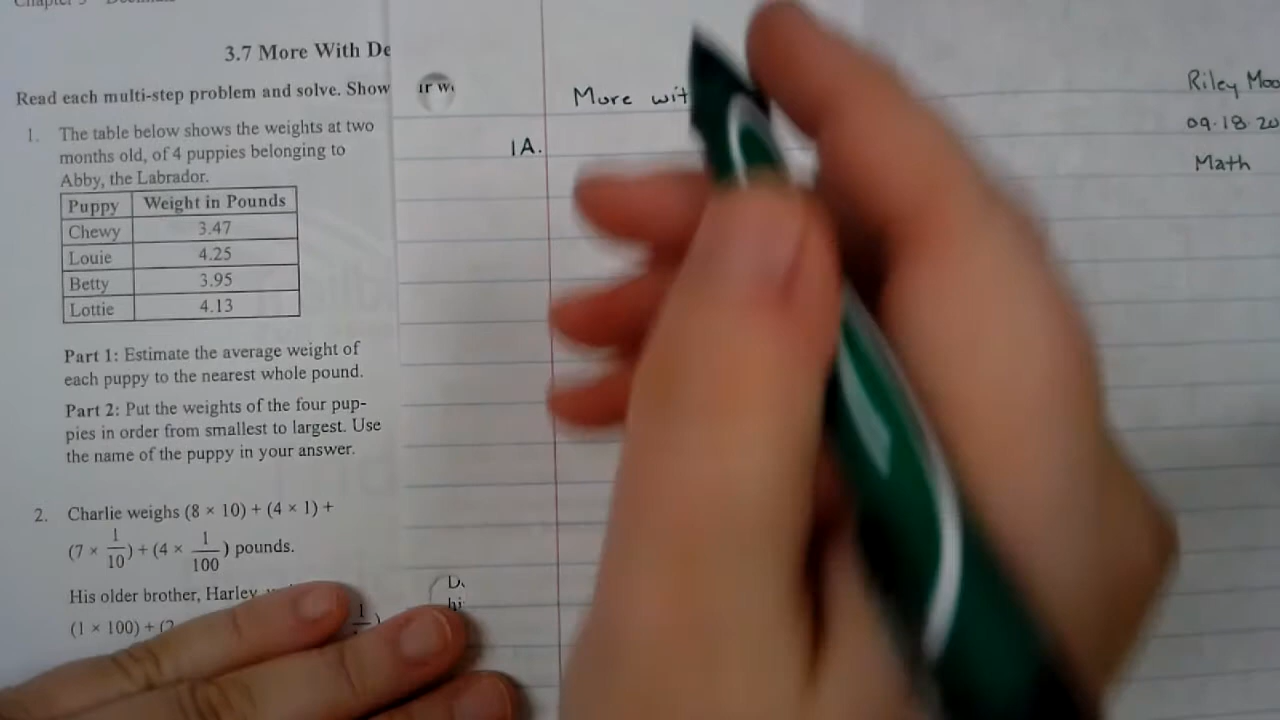 3.7 More With De
Read each multi-step problem and solve. Show
1. The table below shows the weights at two
months old, of 4 puppies belonging to
Abby, the Labrador.
Puppy Weight in Pounds
Chewy 3.47
Louie 4.25
Betty 3.95
Lottie 4.13
Part 1: Estimate the average weight of
each puppy to the nearest whole pound.
Part 2: Put the weights of the four pup-
pies in order from smallest to largest. Use
the name of the puppy in your answer.
2. Charlie weighs (8 × 10) + (4 × 1) +
(7 × 1/10) + (4 × 1/100) pounds.
His older brother, Harley
(1 × 100) + (2
More wit
1A.
Riley Moo
09.18.20
Math